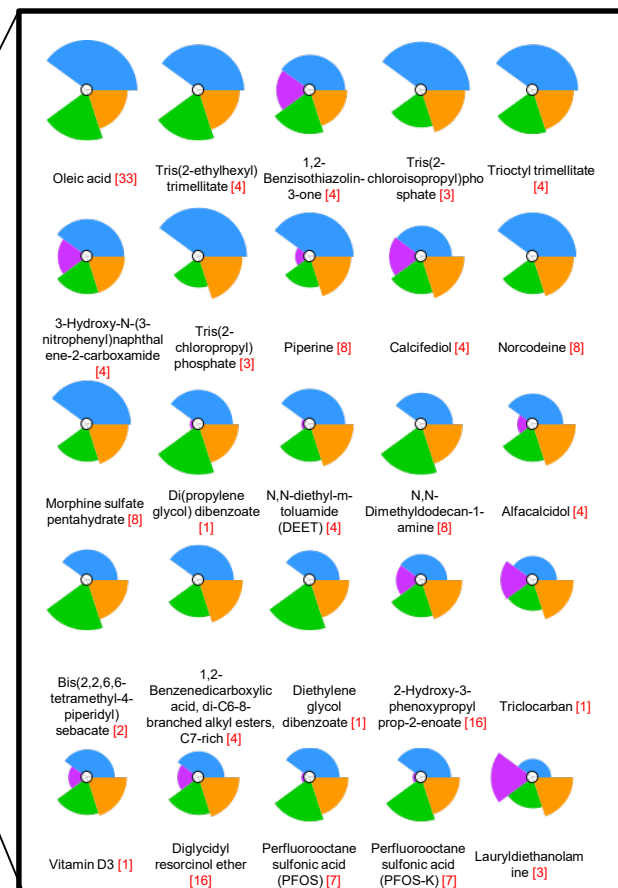 Oleic acid [33]
Tris(2-ethylhexyl)
trimellitate [4]
1,2-
Benzisothiazolin-
3-one [4]
Tris(2-
chloroisopropyl)pho
sphate [3]
Trioctyl trimellitate
[4]
3-Hydroxy-N-(3-
nitrophenyl)naphthal
ene-2-carboxamide
[4]
Tris(2-
chloropropyl)
phosphate [3]
Piperine [8]
Calcifediol [4]
Norcodeine [8]
Morphine sulfate
pentahydrate [8]
Di(propylene
glycol) dibenzoate
[1]
N,N-diethyl-m-
toluamide
(DEET) [4]
N,N-
Dimethyldodecan-1-
amine [8]
Alfacalcidol [4]
Bis(2,2,6,6-
tetramethyl-4-
piperidyl)
sebacate [2]
1,2-
Benzenedicarboxylic
acid, di-C6-8-
branched alkyl esters,
C7-rich [4]
Diethylene
glycol
dibenzoate [1]
2-Hydroxy-3-
phenoxypropyl
prop-2-enoate [16]
Triclocarban [1]
Vitamin D3 [1]
Diglycidyl
resorcinol ether
[16]
Perfluorooctane
sulfonic acid
(PFOS) [7]
Perfluorooctane
sulfonic acid
(PFOS-K) [7]
Lauryldiethanolam
ine [3]